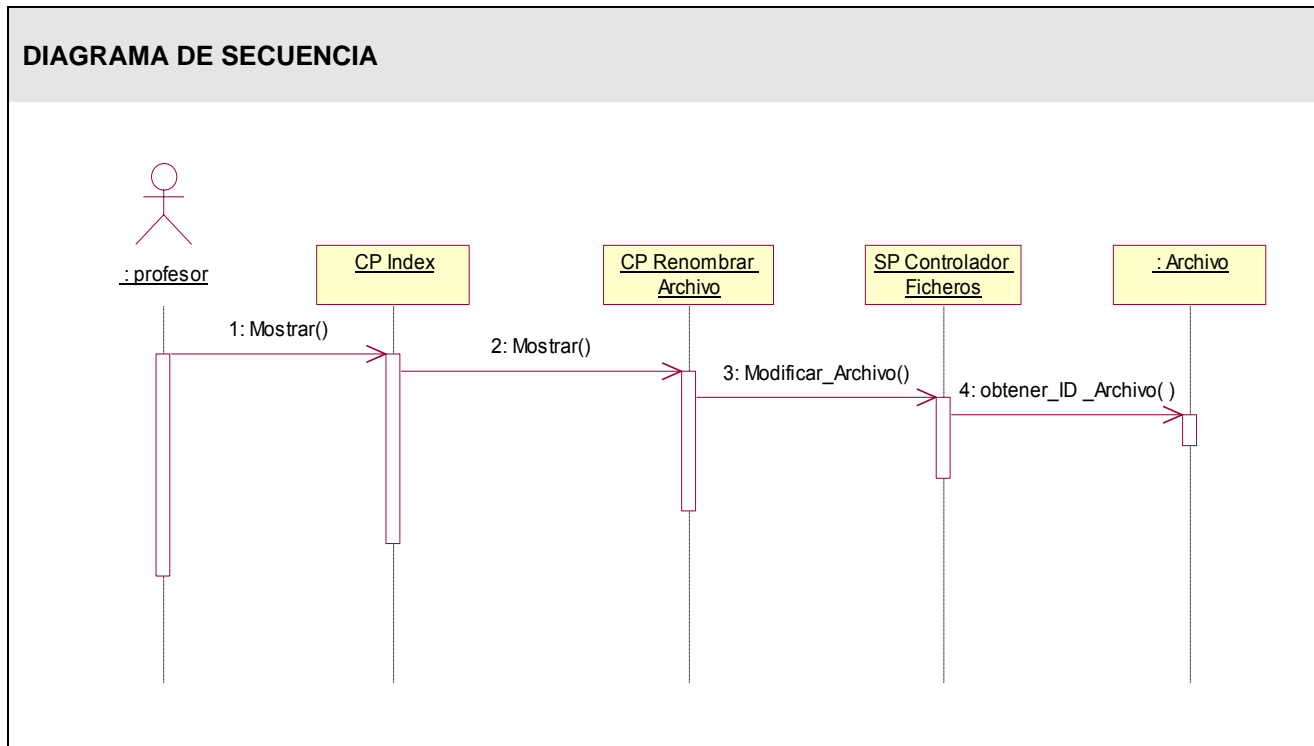 DIAGRAMA DE SECUENCIA
: profesor
CP Index
CP Renombrar
Archivo
SP Controlador
Ficheros
: Archivo
1: Mostrar()
2: Mostrar()
3: Modificar_Archivo()
4: obtener_ID _Archivo( )